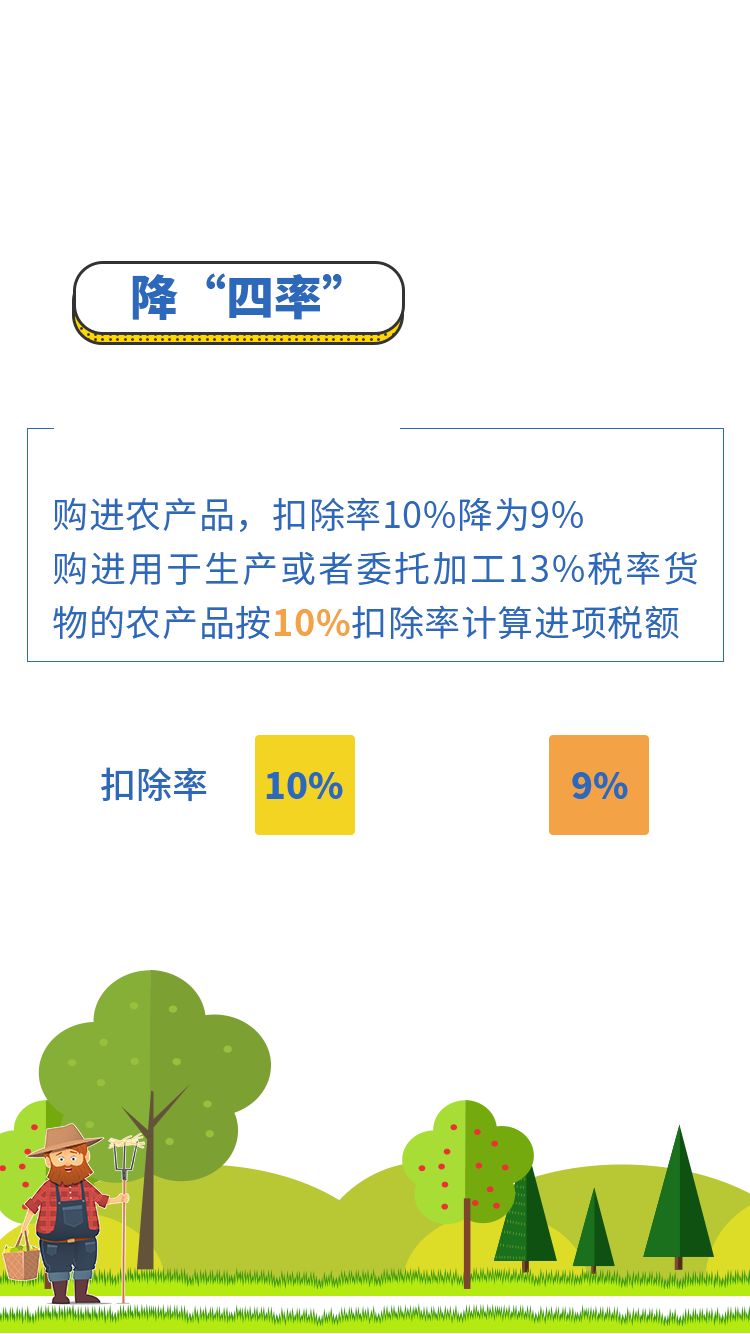 降“四率”
购进农产品，扣除率10%降为9%
购进用于生产或者委托加工13%税率货
物的农产品按10%扣除率计算进项税额
扣除率 10% 9%